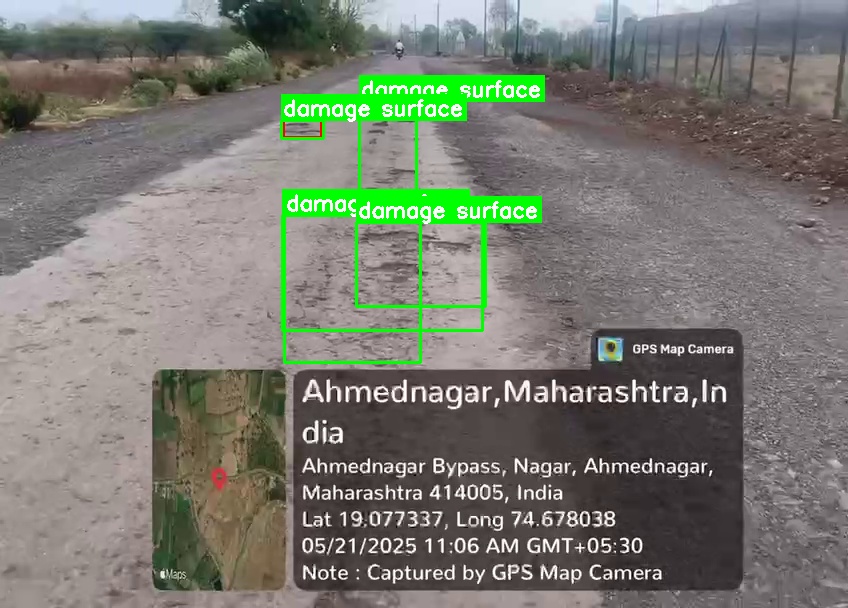 damage surface
damage surface
damag
damage surface
GPS Map Camera
Ahmednagar,Maharashtra,In
dia
Ahmednagar Bypass, Nagar, Ahmednagar,
Maharashtra 414005, India
Lat 19.077337, Long 74.678038
05/21/2025 11:06 AM GMT+05:30
Note : Captured by GPS Map Camera
Maps